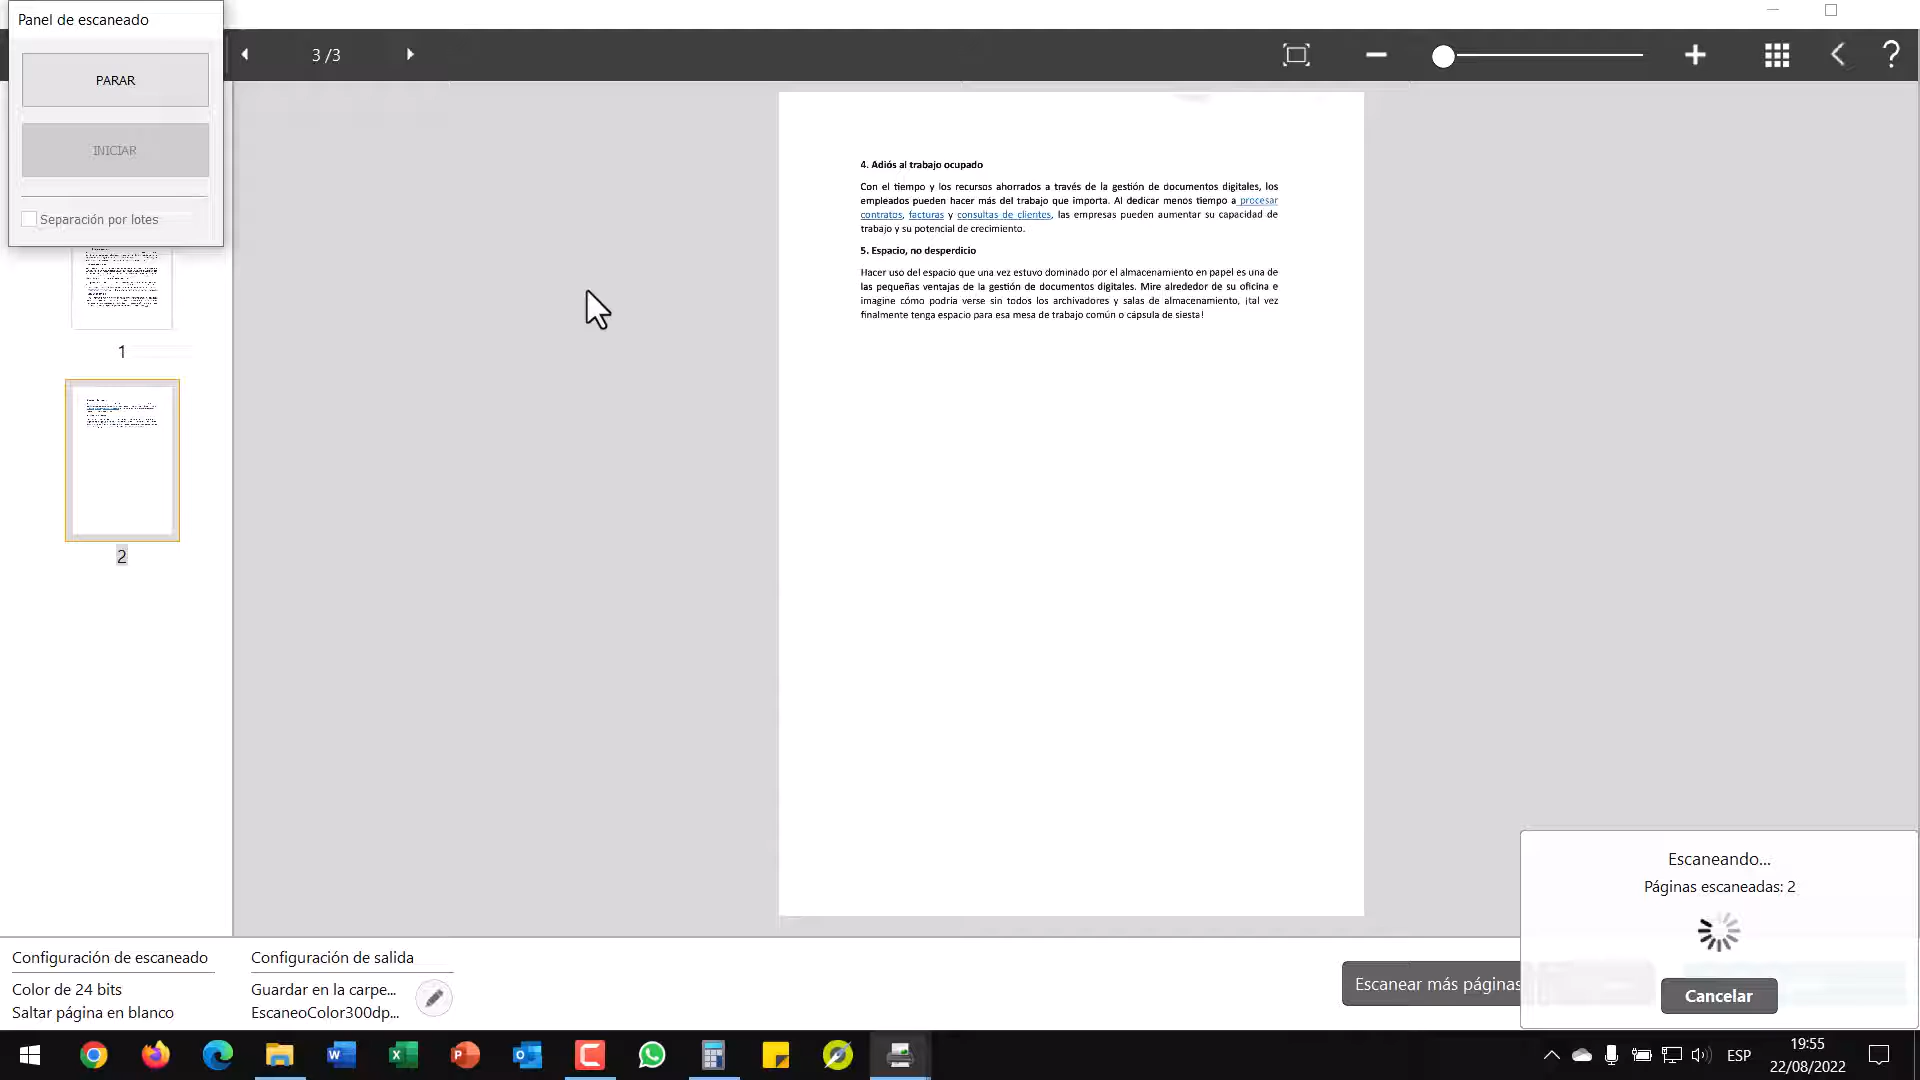 Panel de escaneado
PARAR
INICIAR
Separación por lotes
3 /3
1
2
4. Adiós al trabajo ocupado
Con el tiempo y los recursos ahorrados a través de la gestión de documentos digitales, los
empleados pueden hacer más del trabajo que importa. Al dedicar menos tiempo a procesar
contratos, facturas y consultas de clientes, las empresas pueden aumentar su capacidad de
trabajo y su potencial de crecimiento.
5. Espacio, no desperdicio
Hacer uso del espacio que una vez estuvo dominado por el almacenamiento en papel es una de
las pequeñas ventajas de la gestión de documentos digitales. Mire alrededor de su oficina e
imagine cómo podría verse sin todos los archivadores y salas de almacenamiento, ¡tal vez
finalmente tenga espacio para esa mesa de trabajo común o cápsula de siesta!
Escaneando...
Páginas escaneadas: 2
Cancelar
Configuración de escaneado
Color de 24 bits
Saltar página en blanco
Configuración de salida
Guardar en la carpe...
EscaneoColor300dp...
Escanear más páginas
ESP
19:55
22/08/2022